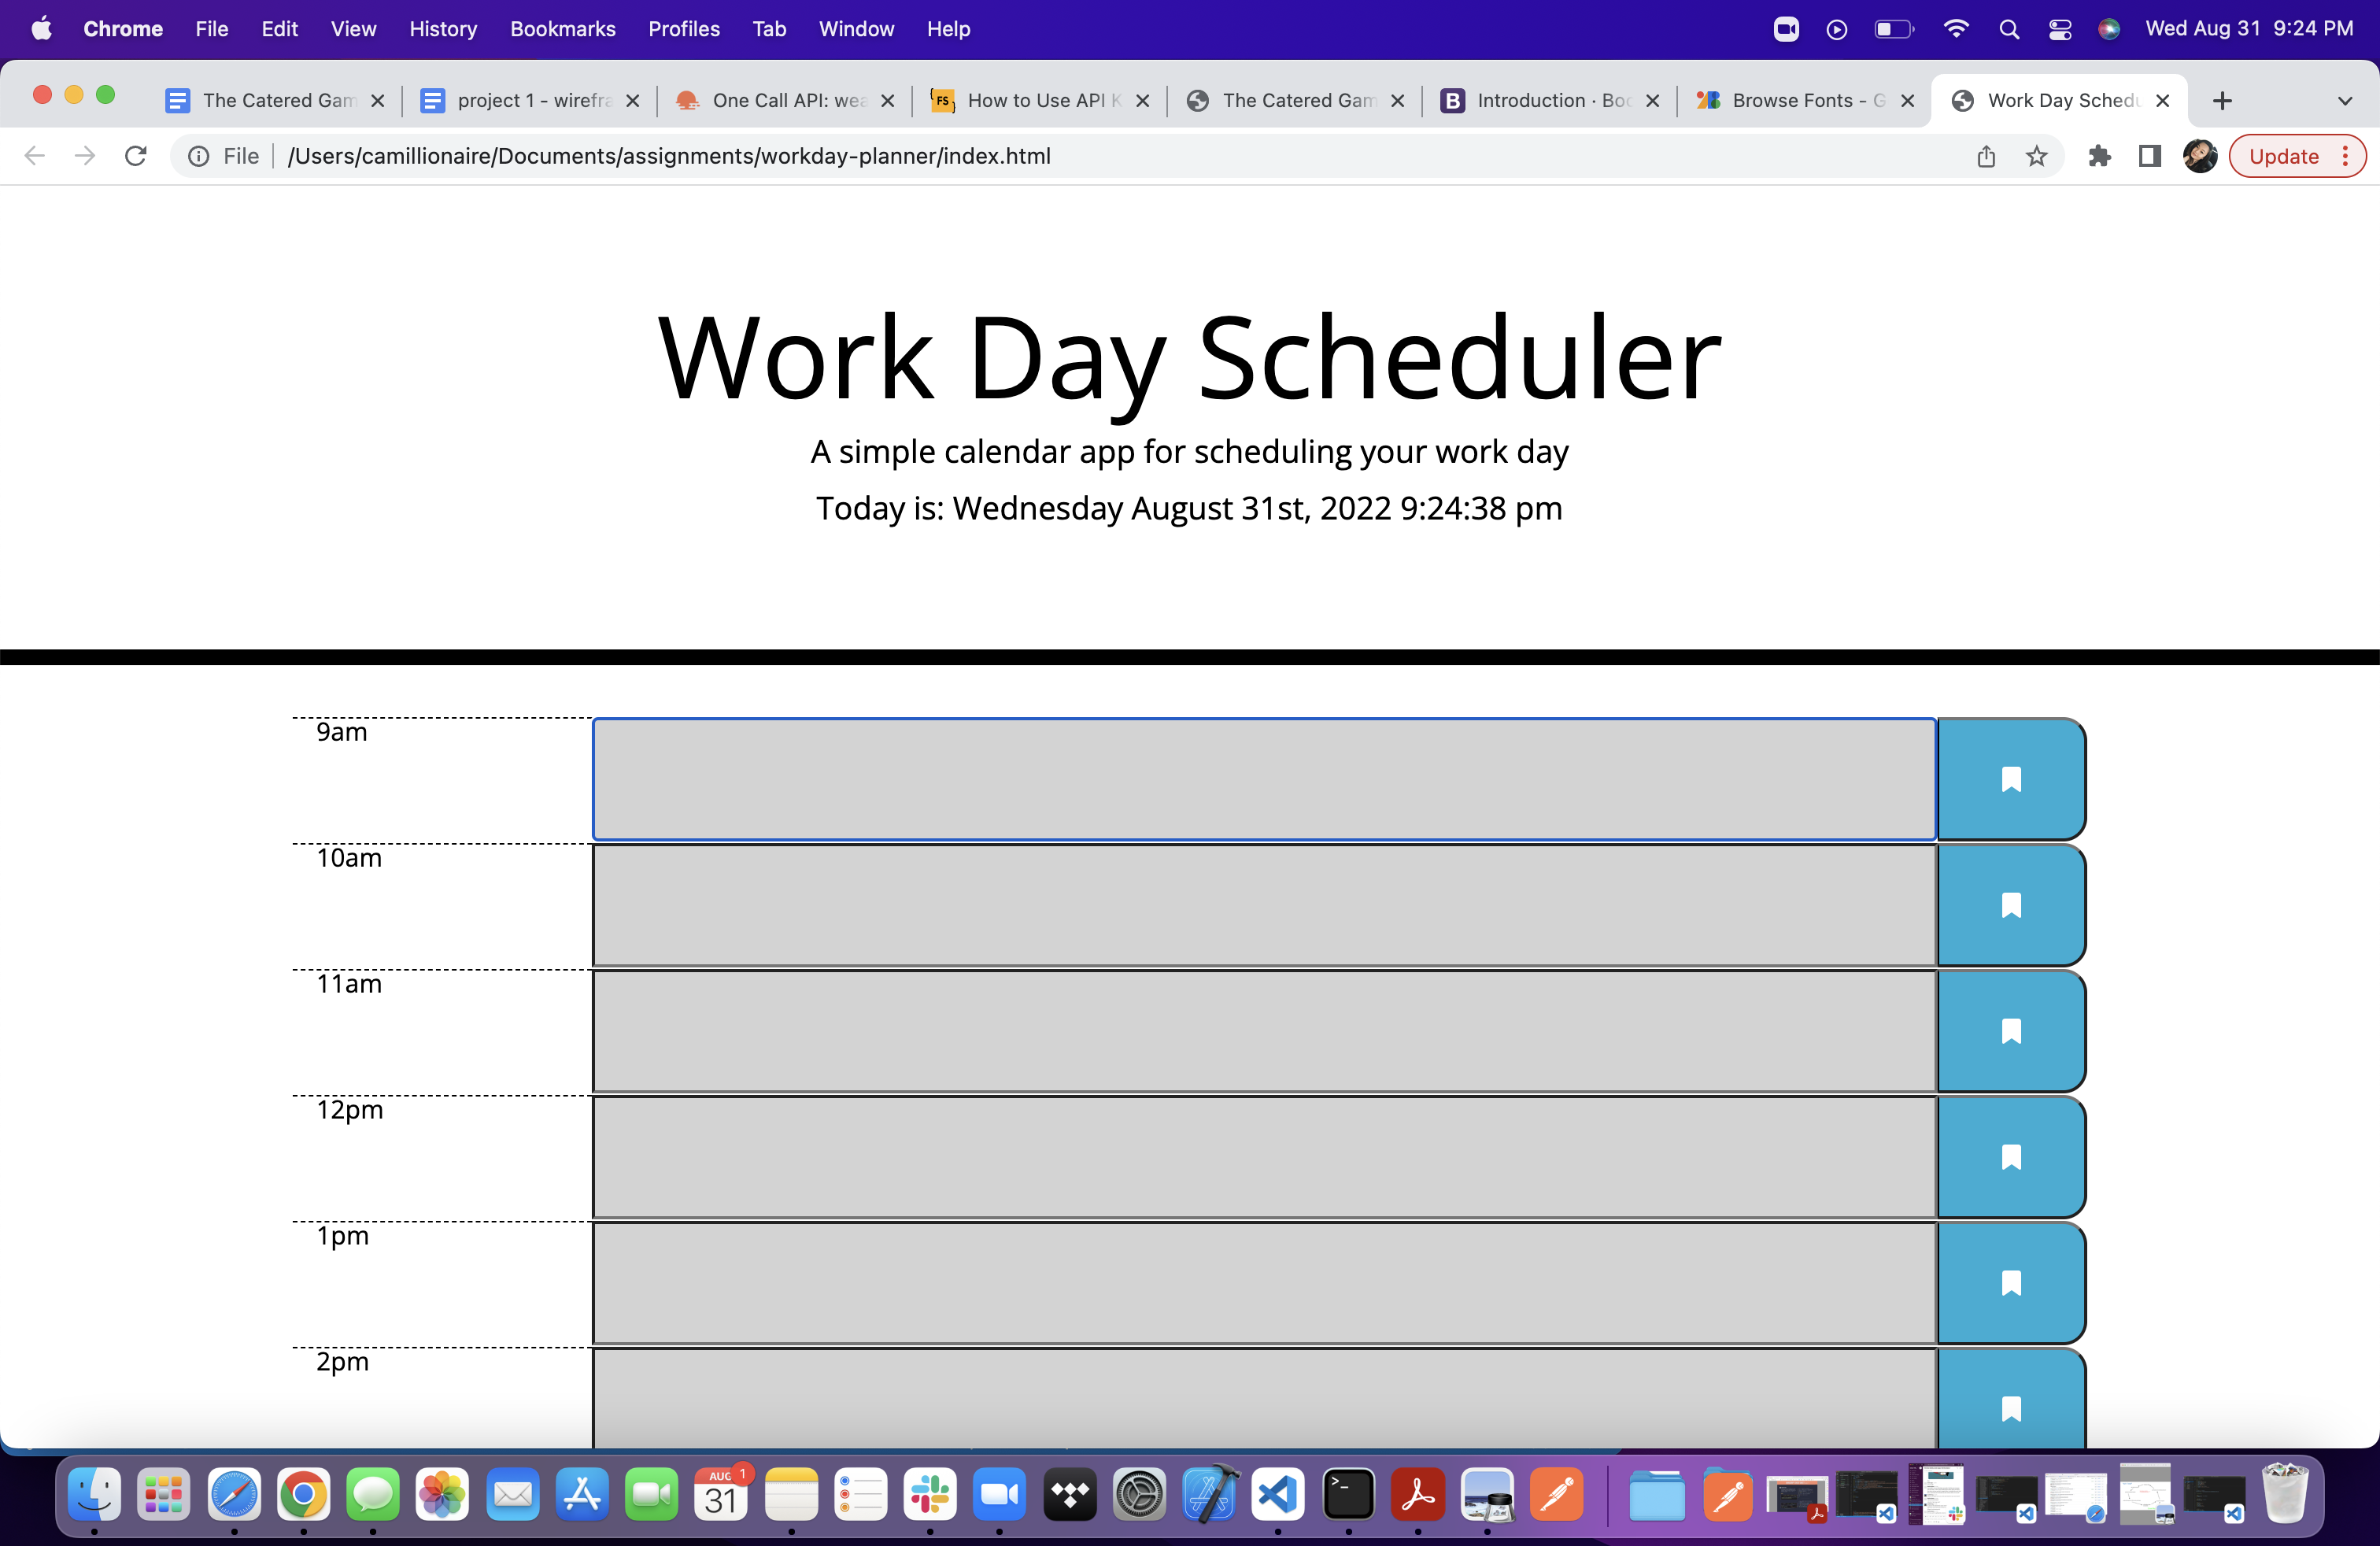 Chrome File Edit View History Bookmarks Profiles Tab Window Help Wed Aug 31 9:24 PM
The Catered Gam project 1 - wirefra One Call API: wea FS How to Use API K The Catered Gam B Introduction · Boo Browse Fonts - G Work Day Schedu
File /Users/camillionaire/Documents/assignments/workday-planner/index.html Update
Work Day Scheduler
A simple calendar app for scheduling your work day
Today is: Wednesday August 31st, 2022 9:24:38 pm
9am
10am
11am
12pm
1pm
2pm
AUG 1
31